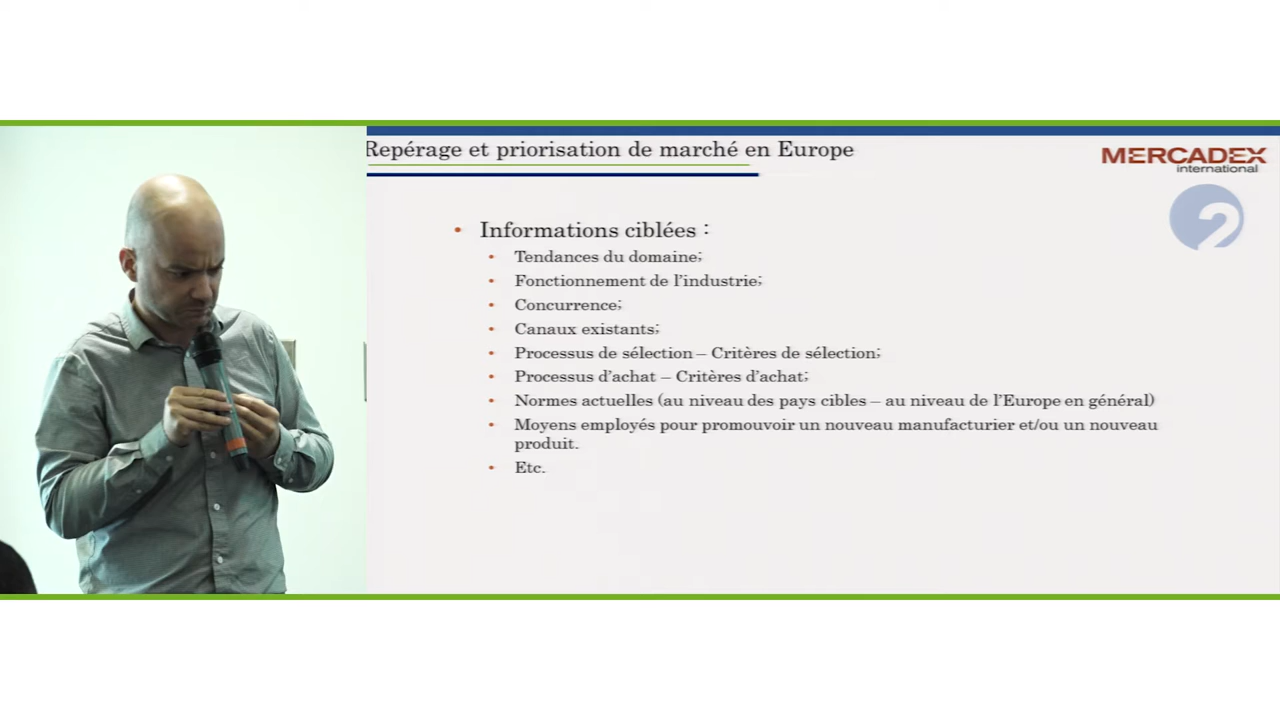 Repérage et priorisation de marché en Europe
MERCADEX
international
2
• Informations ciblées :
• Tendances du domaine;
• Fonctionnement de l'industrie;
• Concurrence;
• Canaux existants;
• Processus de sélection – Critères de sélection;
• Processus d'achat – Critères d'achat;
• Normes actuelles (au niveau des pays cibles – au niveau de l'Europe en général)
• Moyens employés pour promouvoir un nouveau manufacturier et/ou un nouveau
produit.
• Etc.